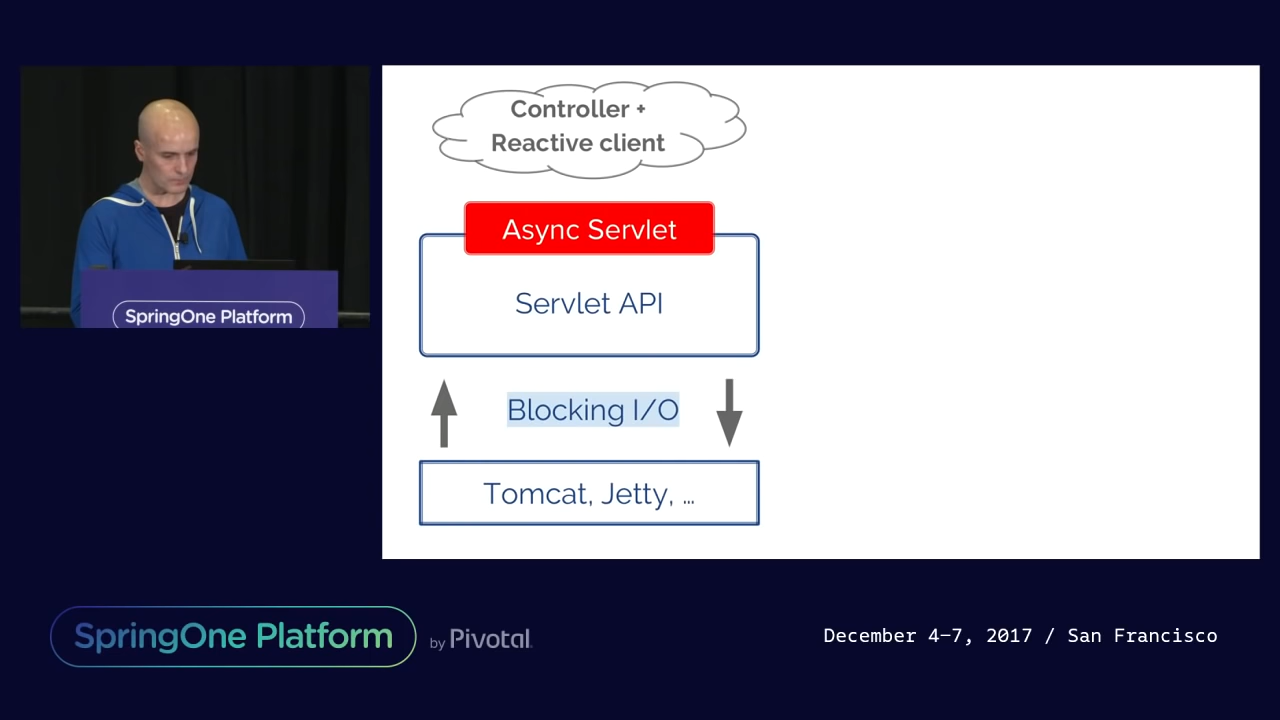 Controller +
Reactive client
Async Servlet
Servlet API
Blocking I/O
Tomcat, Jetty, ...
SpringOne Platform
SpringOne Platform by Pivotal.
December 4–7, 2017 / San Francisco